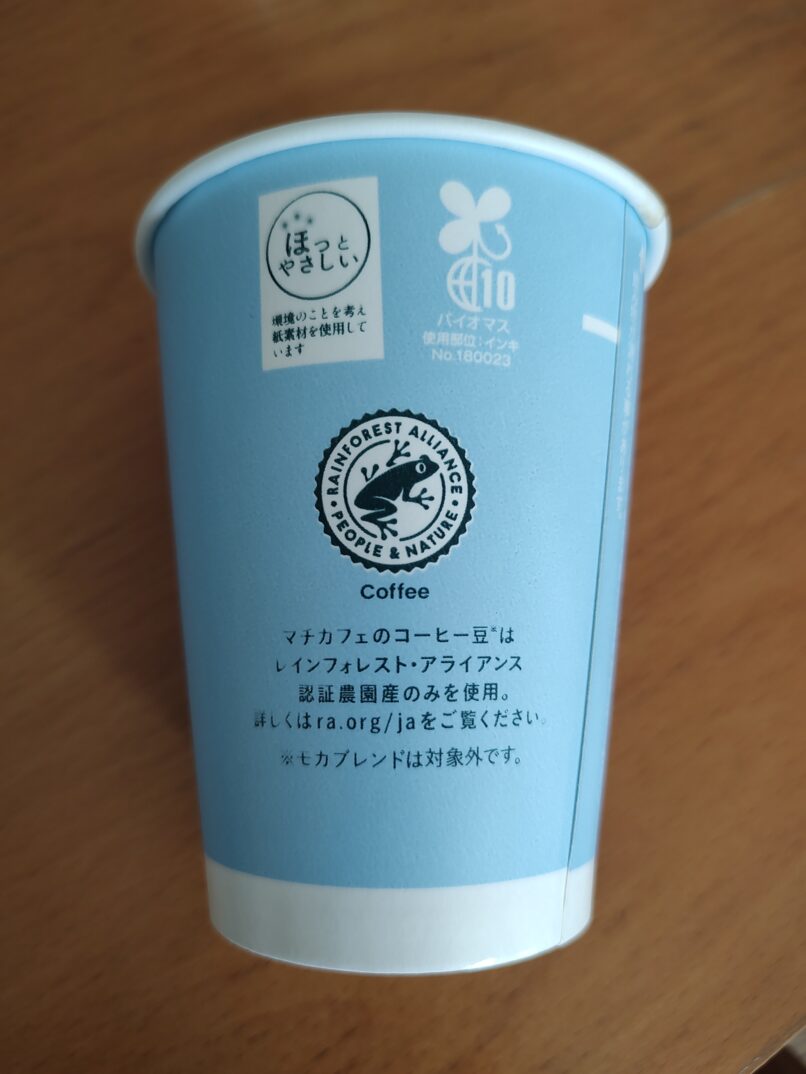 ほっと
やさしい
環境のことを考え
紙素材を使用して
います
10
バイオマス
使用部位:インキ
No.180023
RAINFOREST ALLIANCE
PEOPLE & NATURE
Coffee
マチカフェのコーヒー豆※は
レインフォレスト・アライアンス
認証農園産のみを使用。
詳しくはra.org/jaをご覧ください。
※モカブレンドは対象外です。